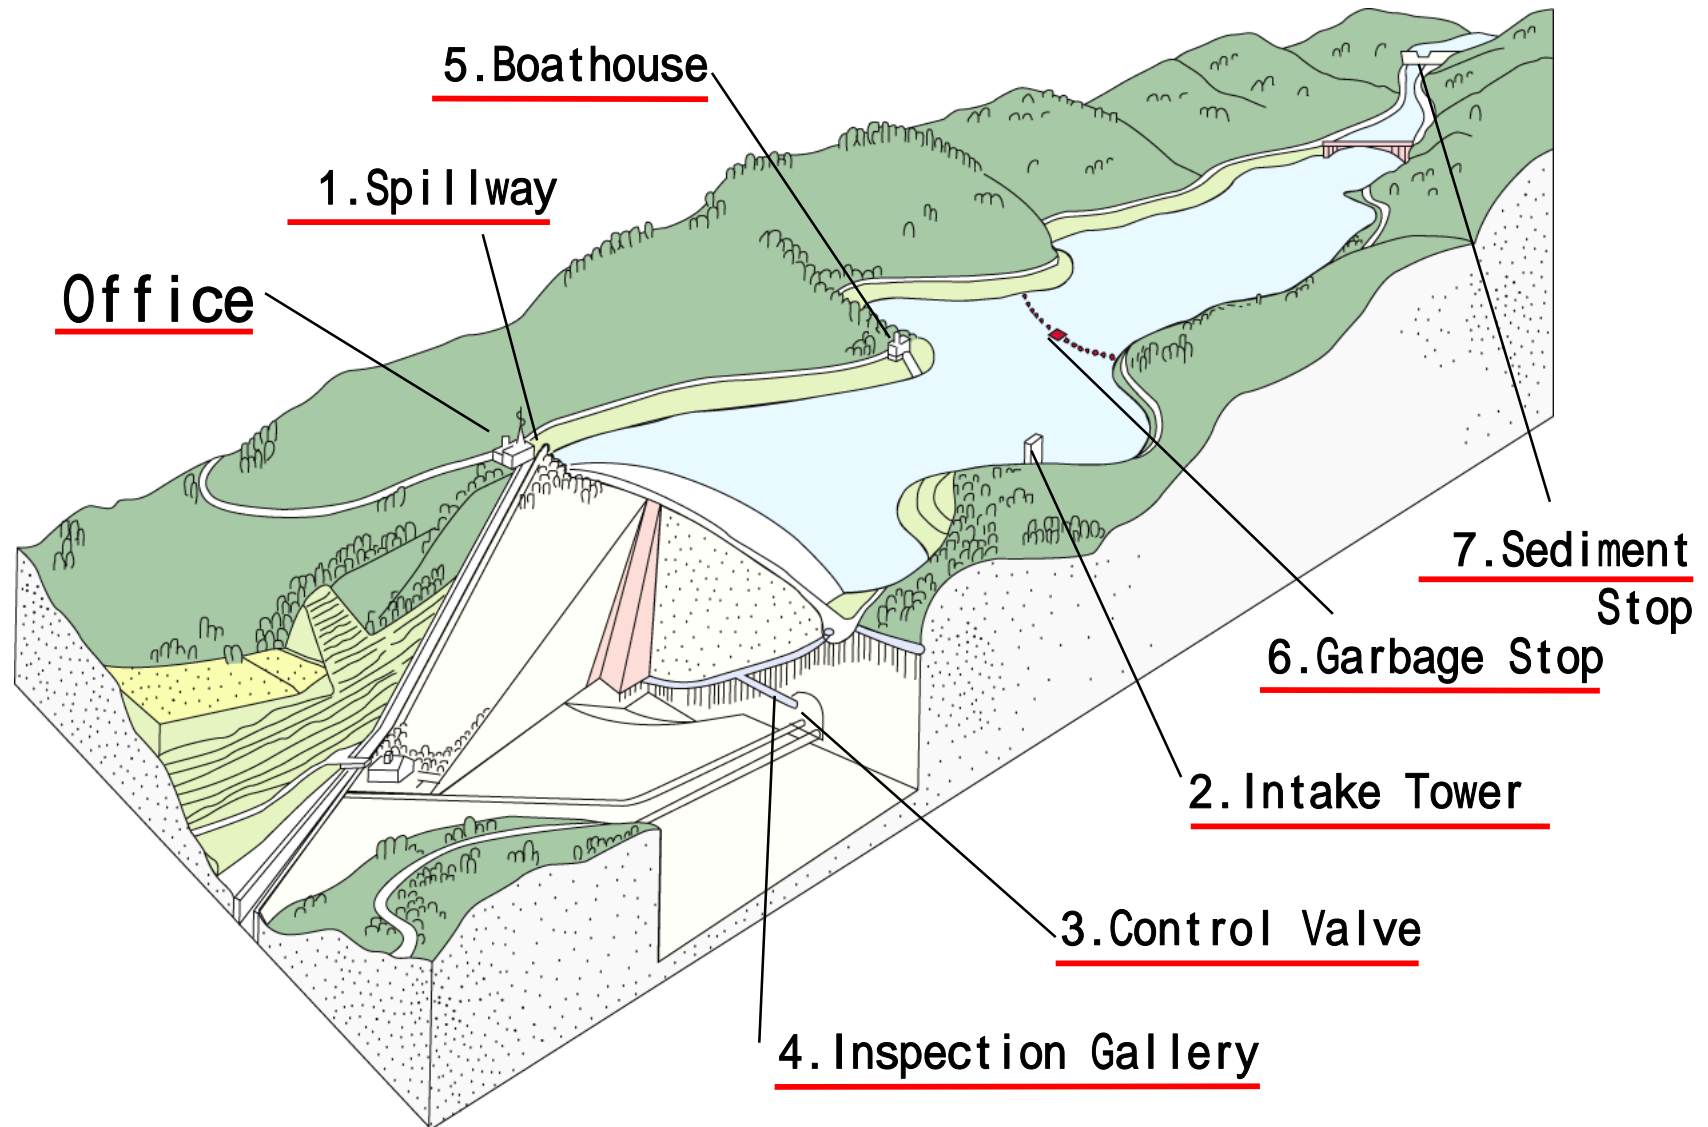 5.Boathouse
1.Spillway
Office
7.Sediment
Stop
6.Garbage Stop
2.Intake Tower
3.Control Valve
4.Inspection Gallery